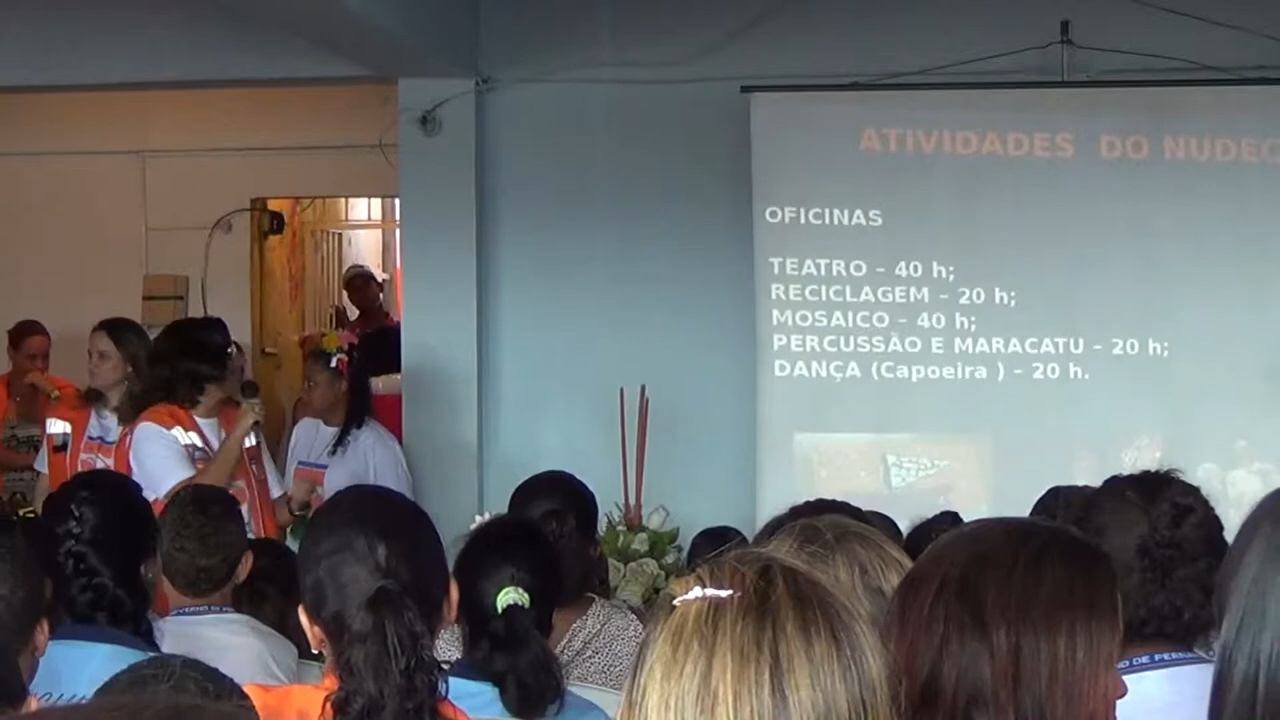 ATIVIDADES DO NUDEC
OFICINAS
TEATRO – 40 h;
RECICLAGEM – 20 h;
MOSAICO – 40 h;
PERCUSSÃO E MARACATU – 20 h;
DANÇA (Capoeira ) – 20 h.